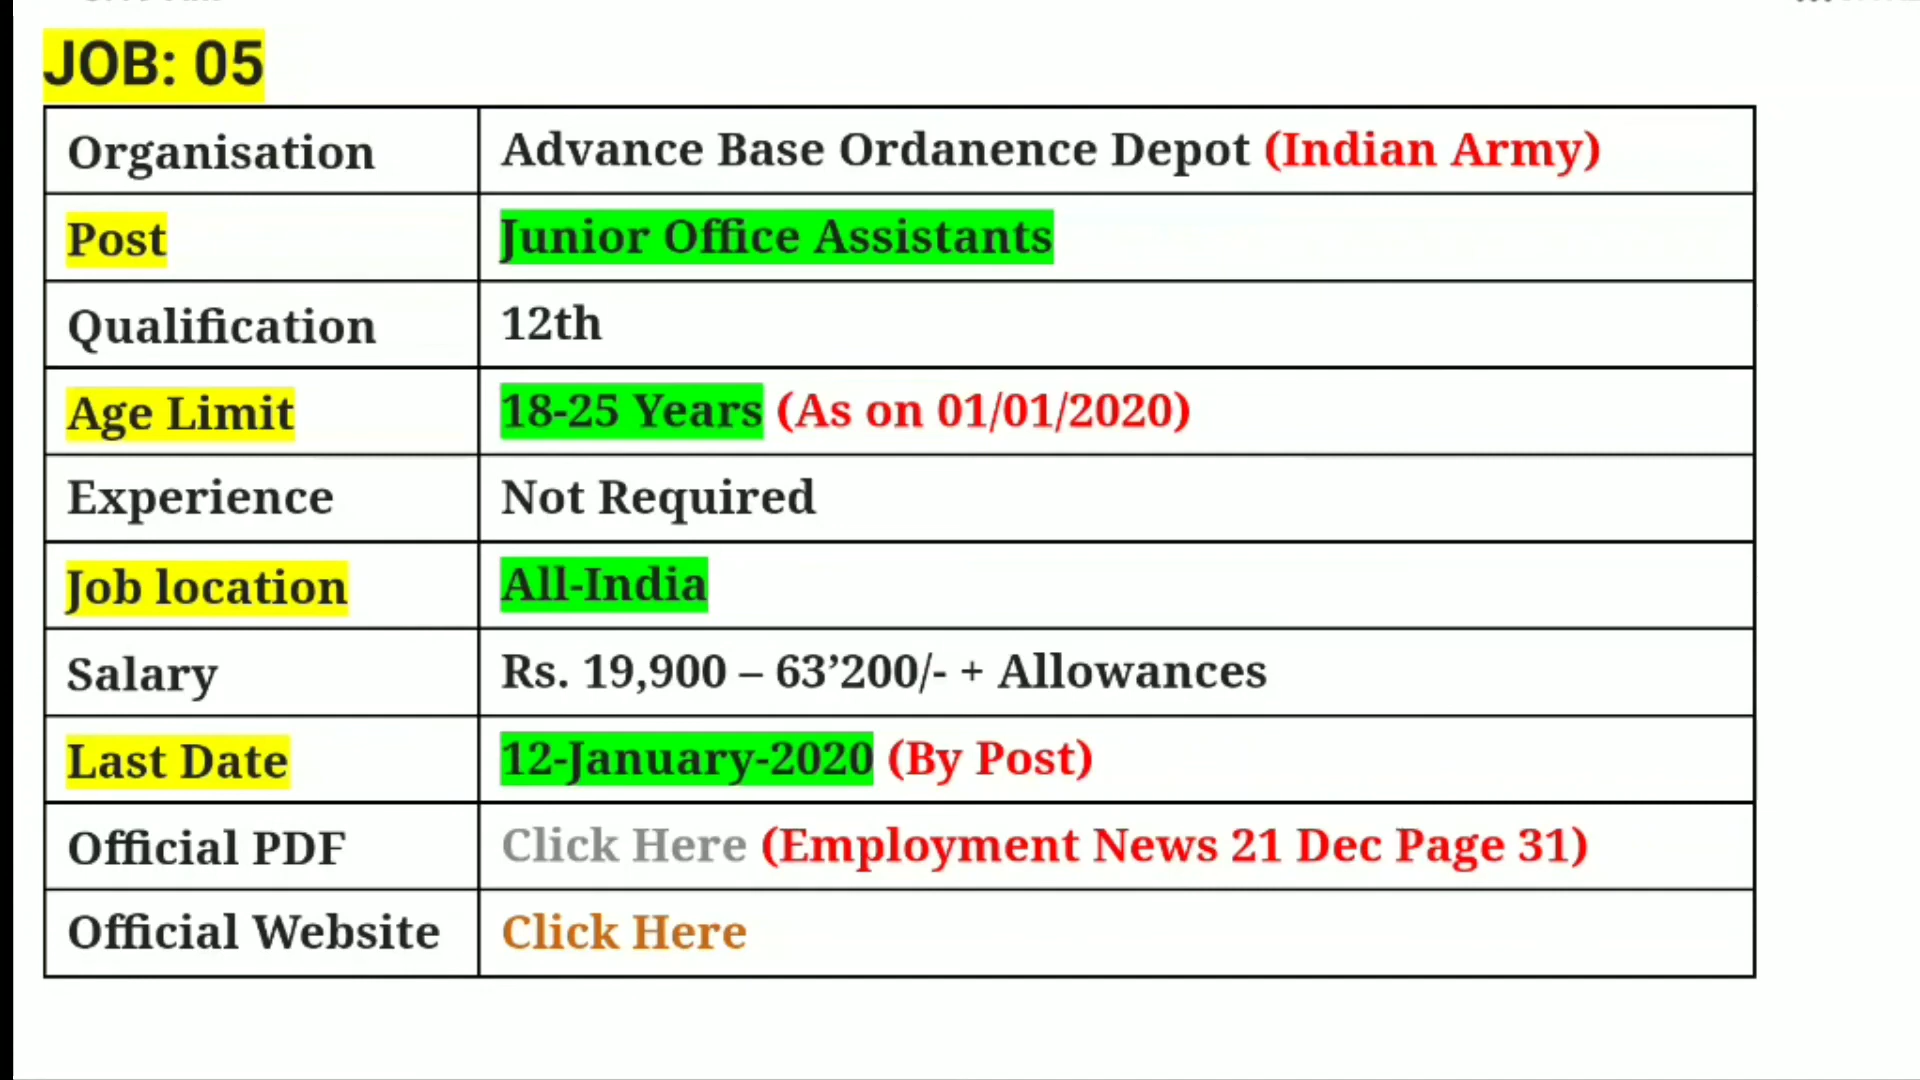 JOB: 05
Organisation Advance Base Ordanence Depot (Indian Army)
Post Junior Office Assistants
Qualification 12th
Age Limit 18-25 Years (As on 01/01/2020)
Experience Not Required
Job location All-India
Salary Rs. 19,900 – 63’200/- + Allowances
Last Date 12-January-2020 (By Post)
Official PDF Click Here (Employment News 21 Dec Page 31)
Official Website Click Here